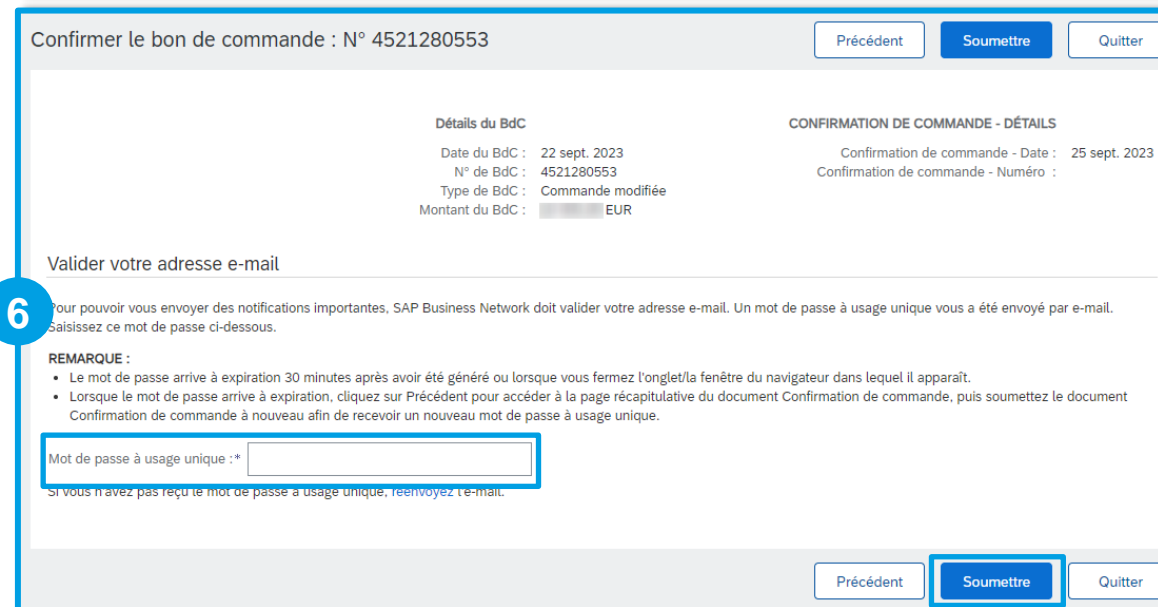 Confirmer le bon de commande : N° 4521280553
Précédent
Soumettre
Quitter
Détails du BdC
Date du BdC : 22 sept. 2023
N° de BdC : 4521280553
Type de BdC : Commande modifiée
Montant du BdC : EUR
CONFIRMATION DE COMMANDE - DÉTAILS
Confirmation de commande - Date : 25 sept. 2023
Confirmation de commande - Numéro :
Valider votre adresse e-mail
6
Pour pouvoir vous envoyer des notifications importantes, SAP Business Network doit valider votre adresse e-mail. Un mot de passe à usage unique vous a été envoyé par e-mail.
Saisissez ce mot de passe ci-dessous.
REMARQUE :
• Le mot de passe arrive à expiration 30 minutes après avoir été généré ou lorsque vous fermez l'onglet/la fenêtre du navigateur dans lequel il apparaît.
• Lorsque le mot de passe arrive à expiration, cliquez sur Précédent pour accéder à la page récapitulative du document Confirmation de commande, puis soumettez le document
Confirmation de commande à nouveau afin de recevoir un nouveau mot de passe à usage unique.
Mot de passe à usage unique :*
Si vous n'avez pas reçu le mot de passe à usage unique, réenvoyez l'e-mail.
Précédent
Soumettre
Quitter